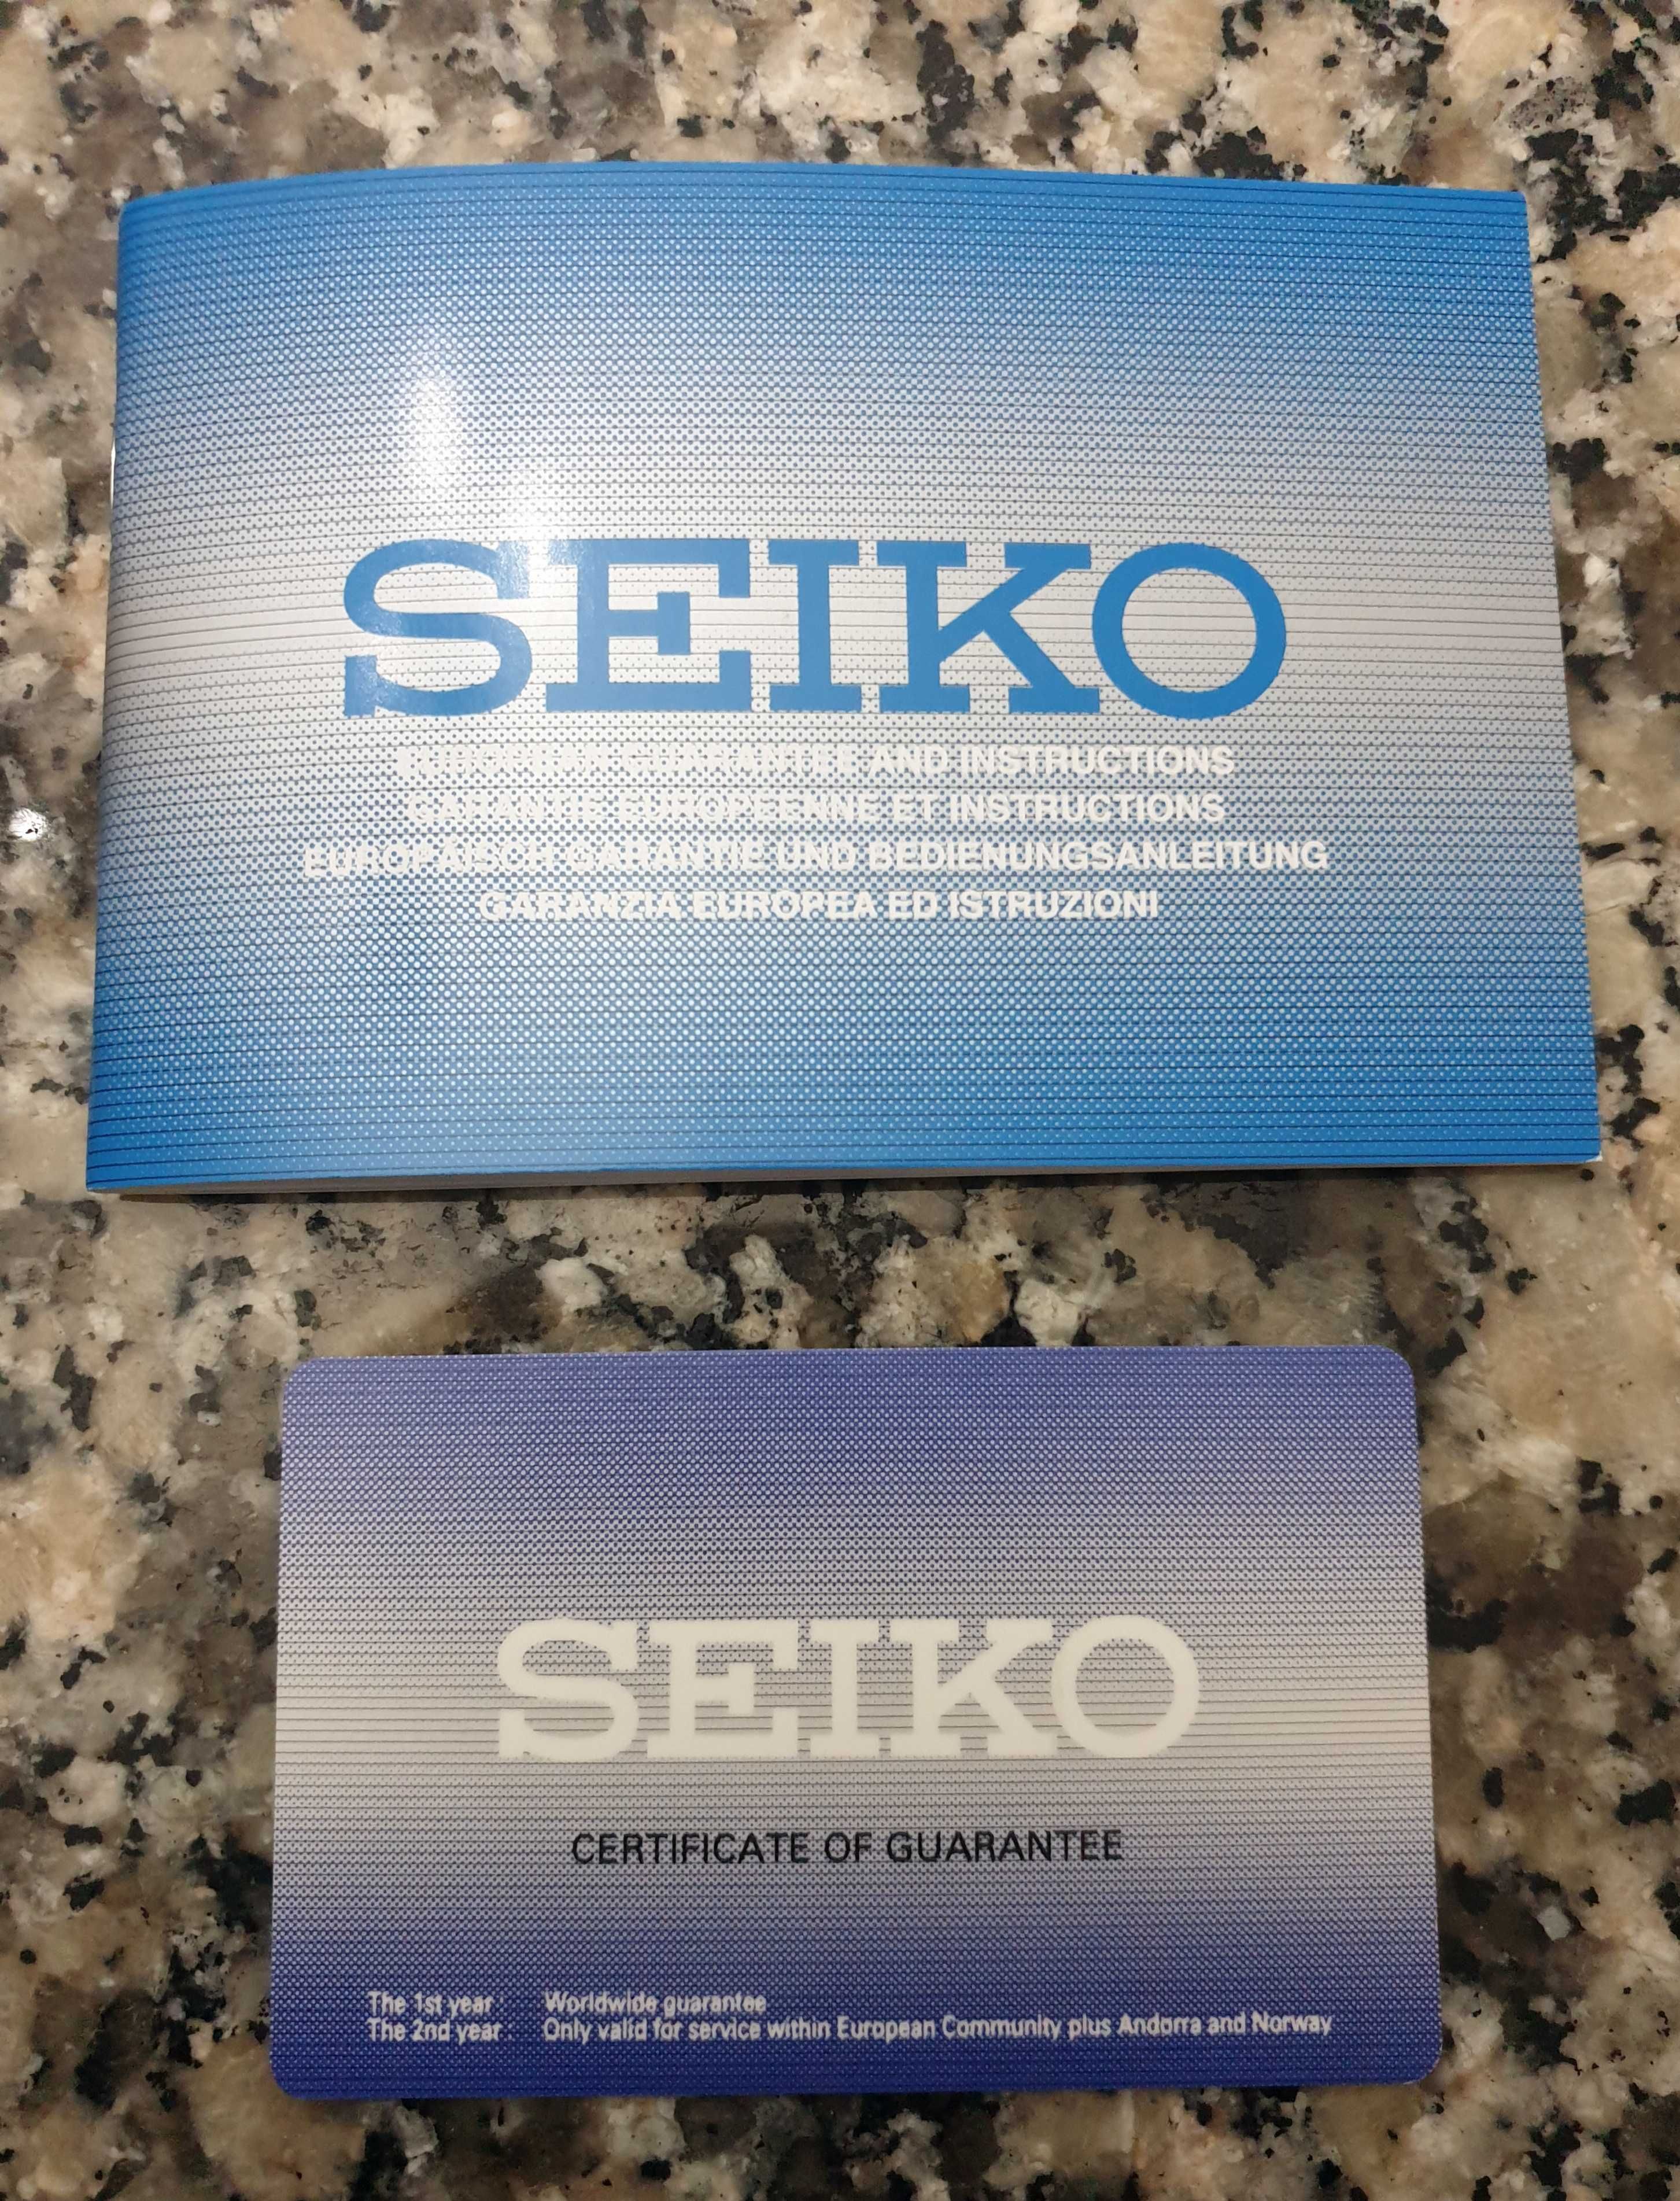 SEIKO
EUROPEAN GUARANTEE AND INSTRUCTIONS
GARANTIE EUROPEENNE ET INSTRUCTIONS
EUROPÄISCH GARANTIE UND BEDIENUNGSANLEITUNG
GARANZIA EUROPEA ED ISTRUZIONI
SEIKO
CERTIFICATE OF GUARANTEE
The 1st year : Worldwide guarantee
The 2nd year : Only valid for service within European Community plus Andorra and Norway